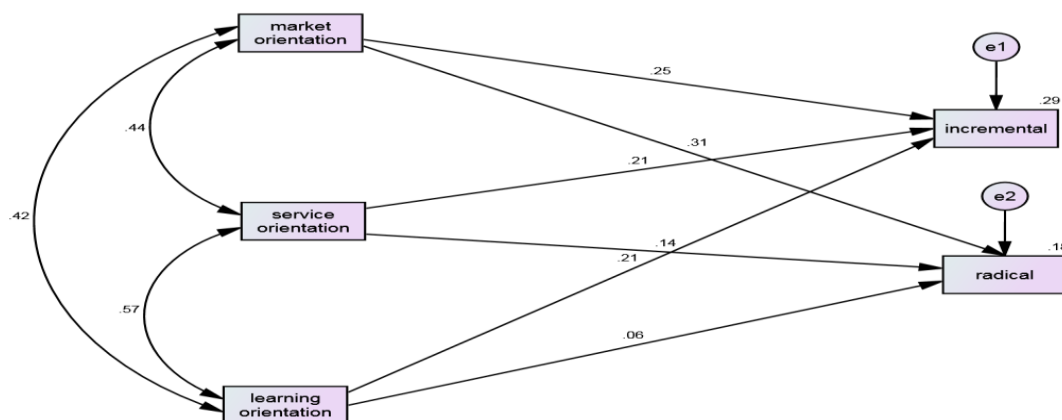 market
orientation
e1
.25
.29
incremental
.44
.31
.21
e2
.42
service
orientation
.14
.18
.21
radical
.57
.06
learning
orientation